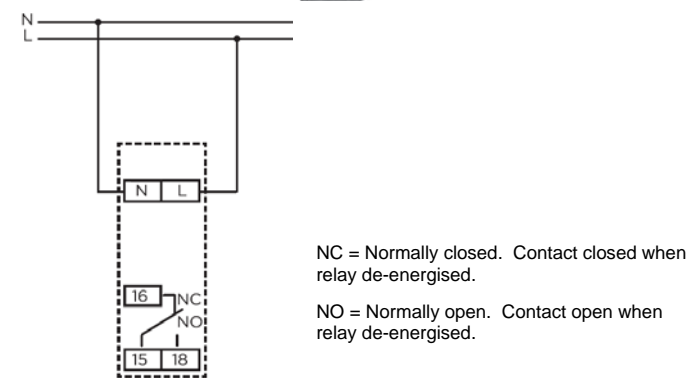 N
L
N L
NC = Normally closed. Contact closed when
relay de-energised.
16 NC
NO = Normally open. Contact open when
NO
relay de-energised.
15 18